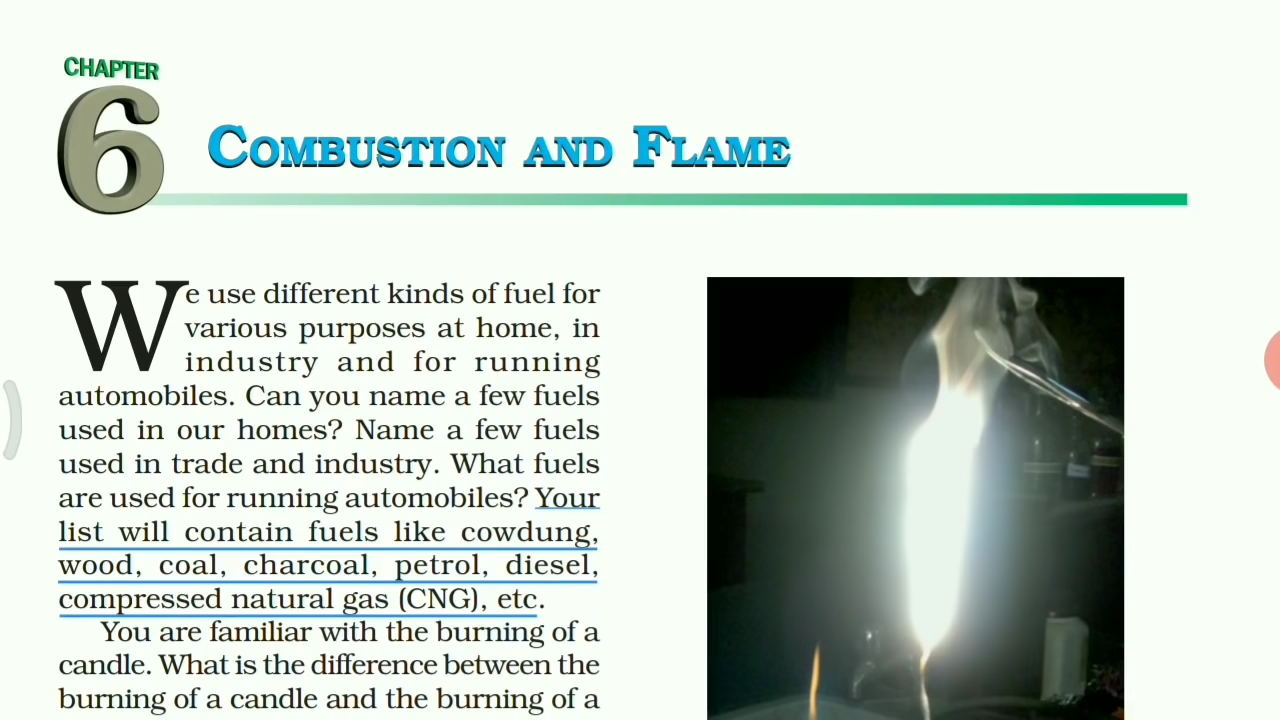 CHAPTER
6
COMBUSTION AND FLAME
We use different kinds of fuel for
various purposes at home, in
industry and for running
automobiles. Can you name a few fuels
used in our homes? Name a few fuels
used in trade and industry. What fuels
are used for running automobiles? Your
list will contain fuels like cowdung,
wood, coal, charcoal, petrol, diesel,
compressed natural gas (CNG), etc.
You are familiar with the burning of a
candle. What is the difference between the
burning of a candle and the burning of a